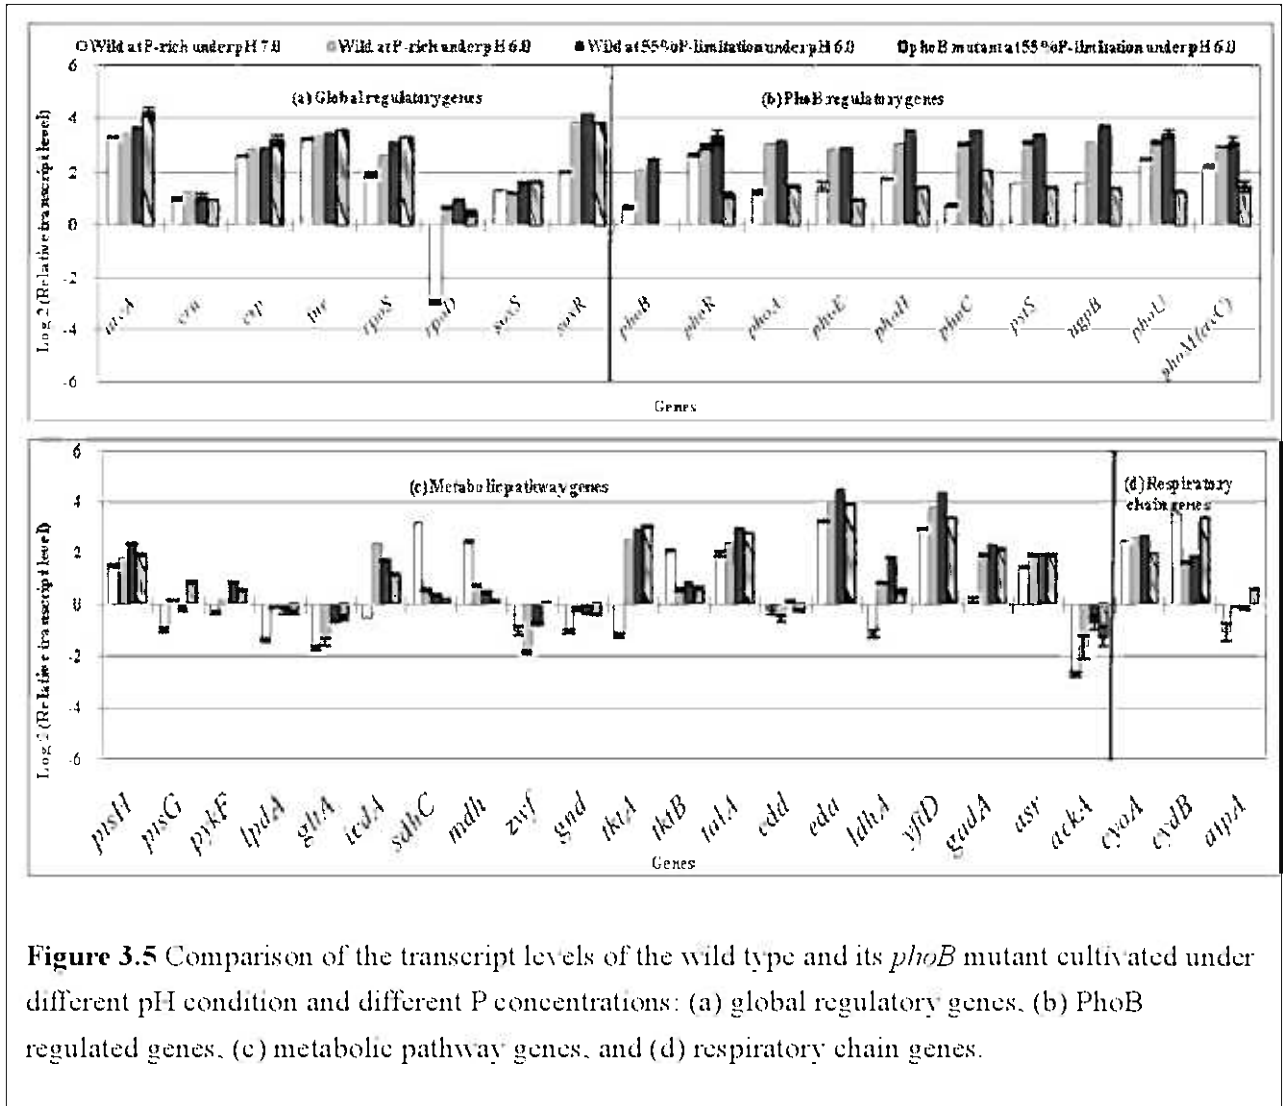 Wild at P-rich under pH 7.0 Wild at P-rich under pH 6.0 Wild at 55%P-limitation under pH 6.0 phoB mutant at 55%P-limitation under pH 6.0
(a) Global regulatory genes (b) PhoB regulatory genes
Log 2 (Relative transcript level)
6
4
2
0
-2
-4
-6
arcA cra crp fur rpoS rpoD soxS soxR phoB phoR phoA phoE phoH phnC pstS ugpB phoU phoM (creC)
Genes
(c) Metabolic pathway genes (d) Respiratory
chain genes
Log 2 (Relative transcript level)
6
4
2
0
-2
-4
-6
ptsH ptsG pykF lpdA gltA icdA sdhC mdh zwf gnd tktA tktB talA edd eda ldhA yfiD gadA asr ackA cyoA cydB atpA
Genes
Figure 3.5 Comparison of the transcript levels of the wild type and its phoB mutant cultivated under
different pH condition and different P concentrations: (a) global regulatory genes, (b) PhoB
regulated genes, (c) metabolic pathway genes, and (d) respiratory chain genes.